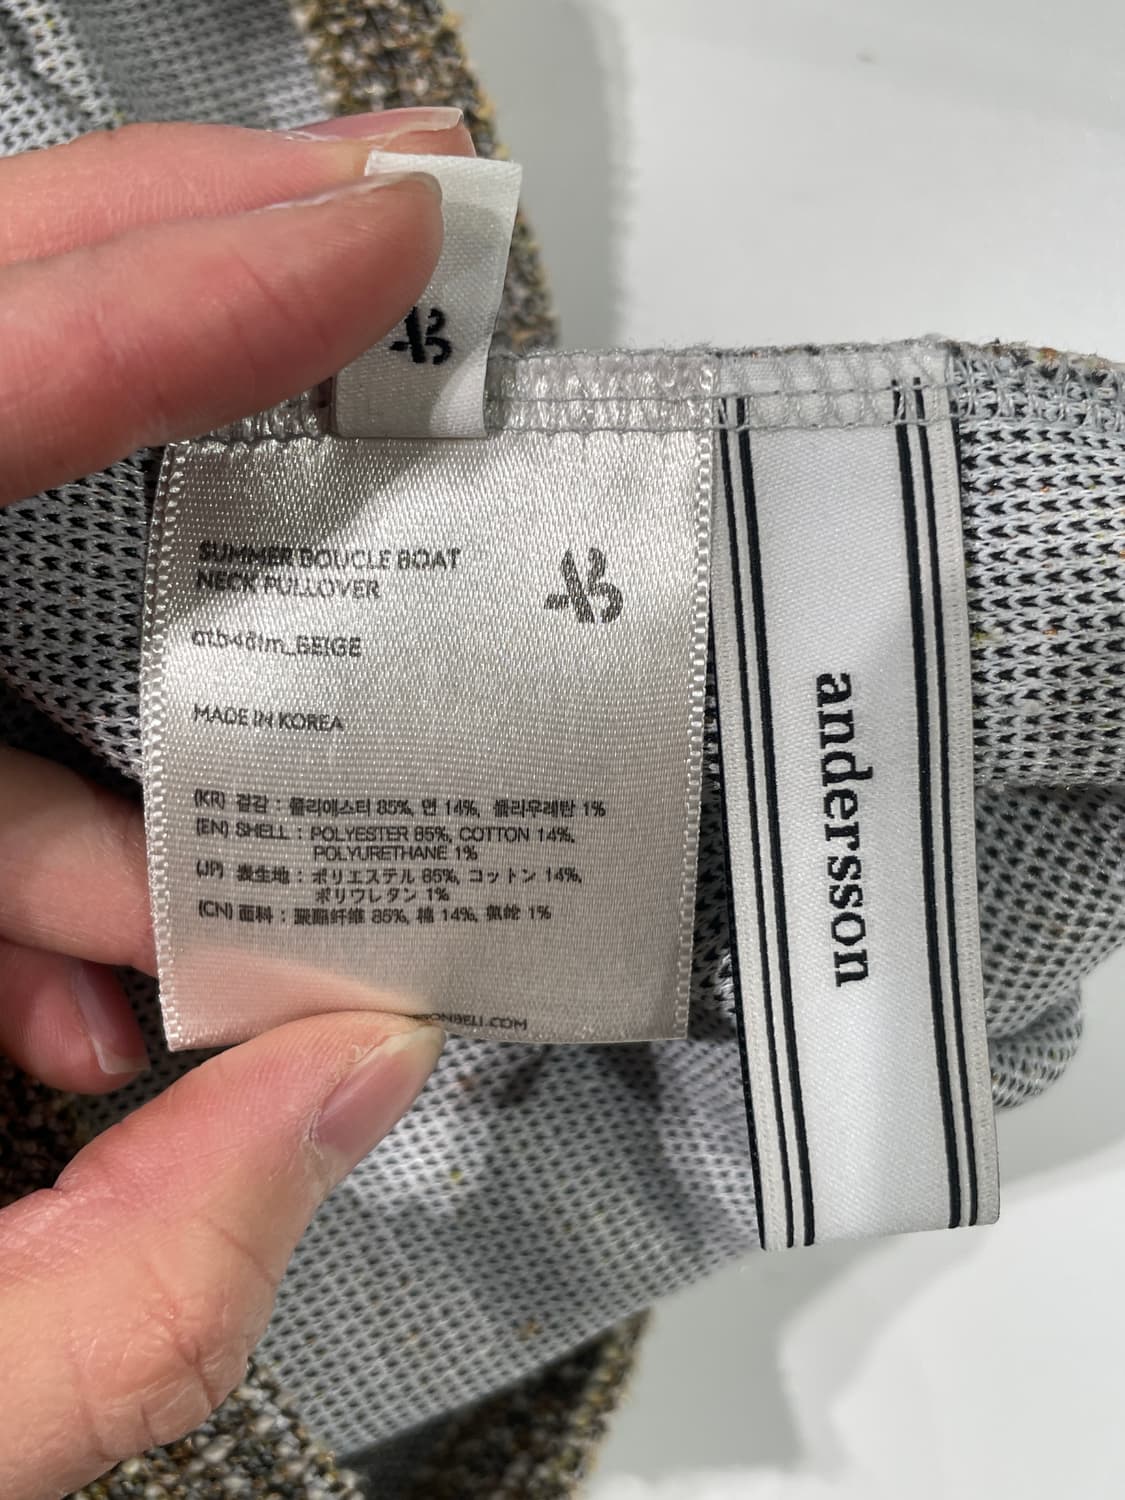 SUMMER BOUCLE BOAT
NECK PULLOVER
atb481m_BEIGE
MADE IN KOREA
(KR) 겉감 : 폴리에스터 85%, 면 14%, 폴리우레탄 1%
(EN) SHELL : POLYESTER 85%, COTTON 14%,
POLYURETHANE 1%
(JP) 表生地 : ポリエステル 85%, コットン 14%,
ポリウレタン 1%
(CN) 面料 : 聚酯纤维 85%, 棉 14%, 氨纶 1%
SONBELL.COM
andersson